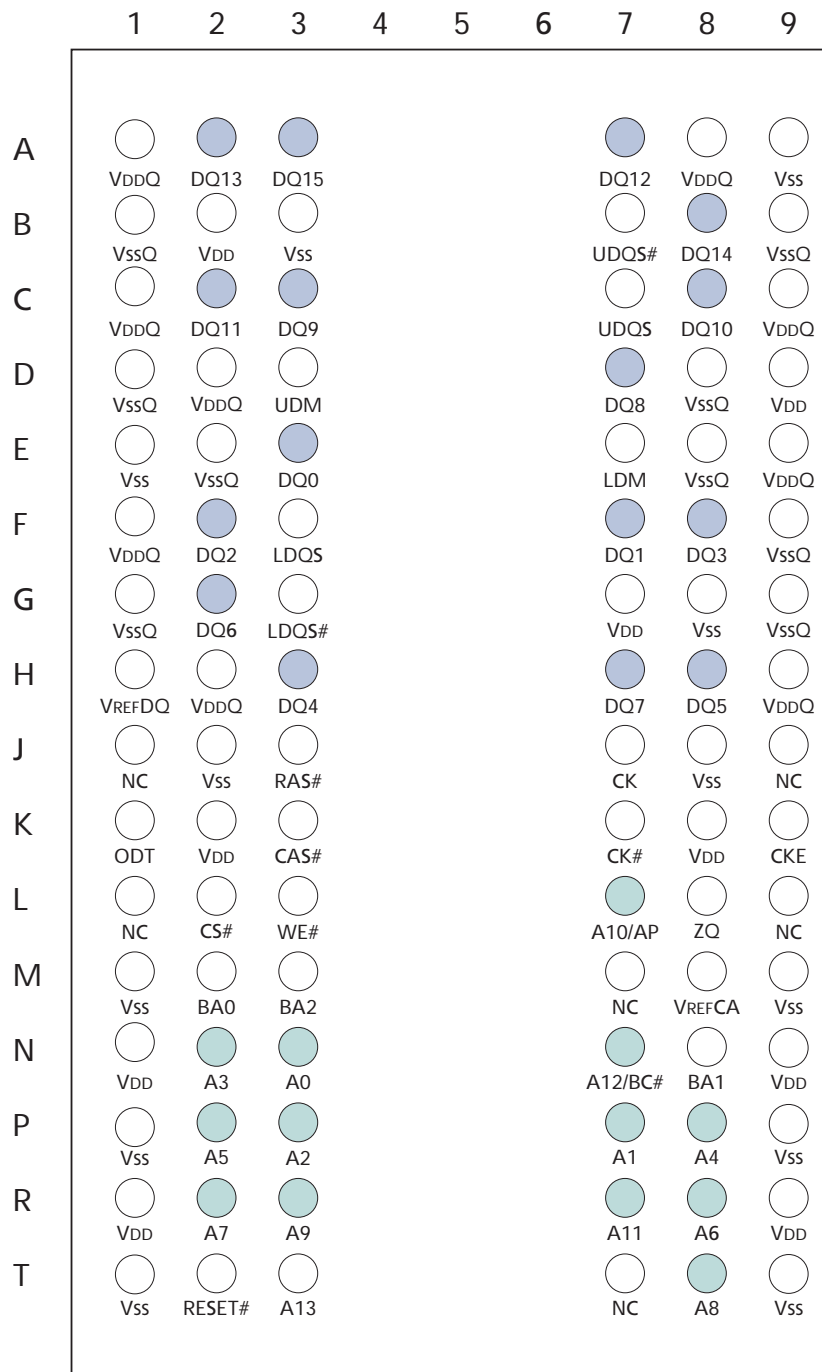 1 2 3 4 5 6 7 8 9
A
VDDQ DQ13 DQ15 DQ12 VDDQ Vss
B
VssQ VDD Vss UDQS# DQ14 VssQ
C
VDDQ DQ11 DQ9 UDQS DQ10 VDDQ
D
VssQ VDDQ UDM DQ8 VssQ VDD
E
Vss VssQ DQ0 LDM VssQ VDDQ
F
VDDQ DQ2 LDQS DQ1 DQ3 VssQ
G
VssQ DQ6 LDQS# VDD Vss VssQ
H
VREFDQ VDDQ DQ4 DQ7 DQ5 VDDQ
J
NC Vss RAS# CK Vss NC
K
ODT VDD CAS# CK# VDD CKE
L
NC CS# WE# A10/AP ZQ NC
M
Vss BA0 BA2 NC VREFCA Vss
N
VDD A3 A0 A12/BC# BA1 VDD
P
Vss A5 A2 A1 A4 Vss
R
VDD A7 A9 A11 A6 VDD
T
Vss RESET# A13 NC A8 Vss